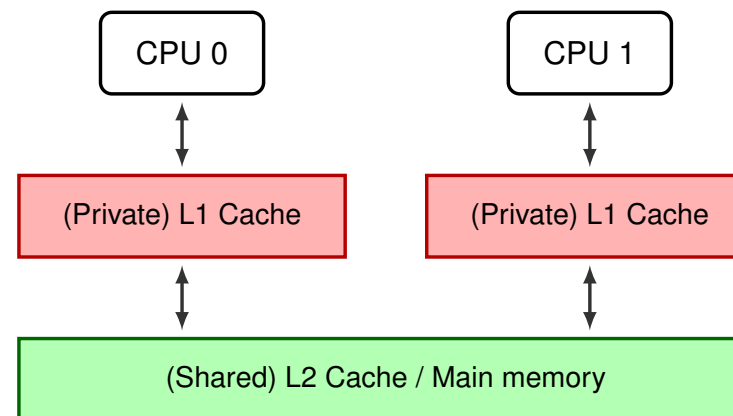 CPU 0
CPU 1
(Private) L1 Cache
(Private) L1 Cache
(Shared) L2 Cache / Main memory